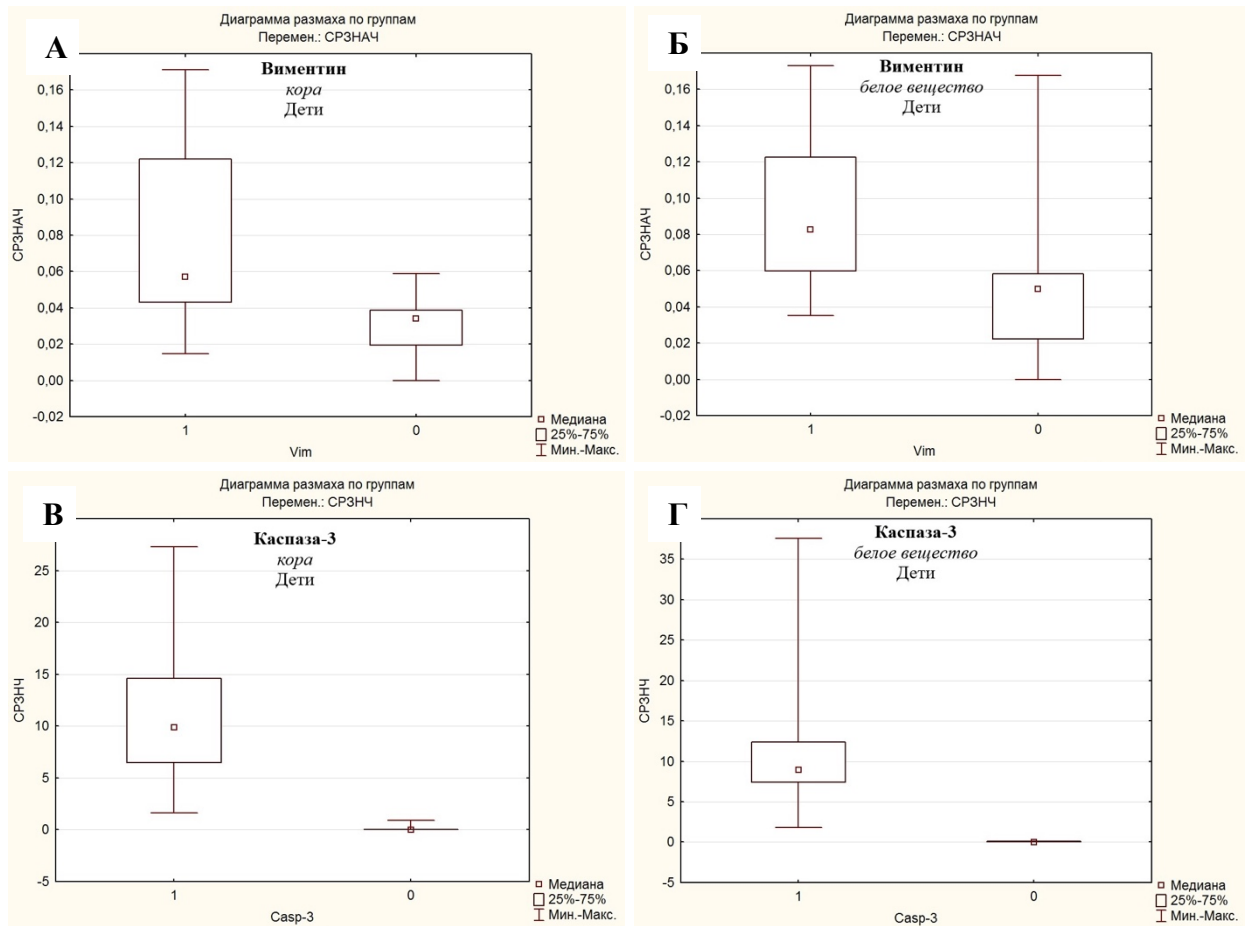 А
Диаграмма размаха по группам
Перемен.: СРЗНАЧ
Виментин
кора
Дети
0,16
0,14
0,12
0,10
0,08
0,06
0,04
0,02
0,00
-0,02
СРЗНАЧ
1
0
Vim
Медиана
25%-75%
Мин.-Макс.
Б
Диаграмма размаха по группам
Перемен.: СРЗНАЧ
Виментин
белое вещество
Дети
0,16
0,14
0,12
0,10
0,08
0,06
0,04
0,02
0,00
-0,02
СРЗНАЧ
1
0
Vim
Медиана
25%-75%
Мин.-Макс.
В
Диаграмма размаха по группам
Перемен.: СРЗНЧ
Каспаза-3
кора
Дети
25
20
15
10
5
0
-5
СРЗНЧ
1
0
Casp-3
Медиана
25%-75%
Мин.-Макс.
Г
Диаграмма размаха по группам
Перемен.: СРЗНЧ
Каспаза-3
белое вещество
Дети
35
30
25
20
15
10
5
0
-5
СРЗНЧ
1
0
Casp-3
Медиана
25%-75%
Мин.-Макс.